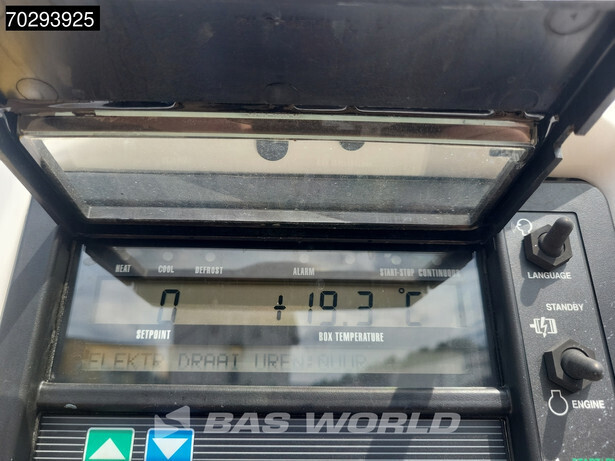 70293925
HEAT COOL DEFROST ALARM START-STOP CONTINUOUS
0 +19.3 °C
SETPOINT BOX TEMPERATURE
ELEKTR DRAAI UREN:
LANGUAGE
STANDBY
ENGINE
BAS WORLD